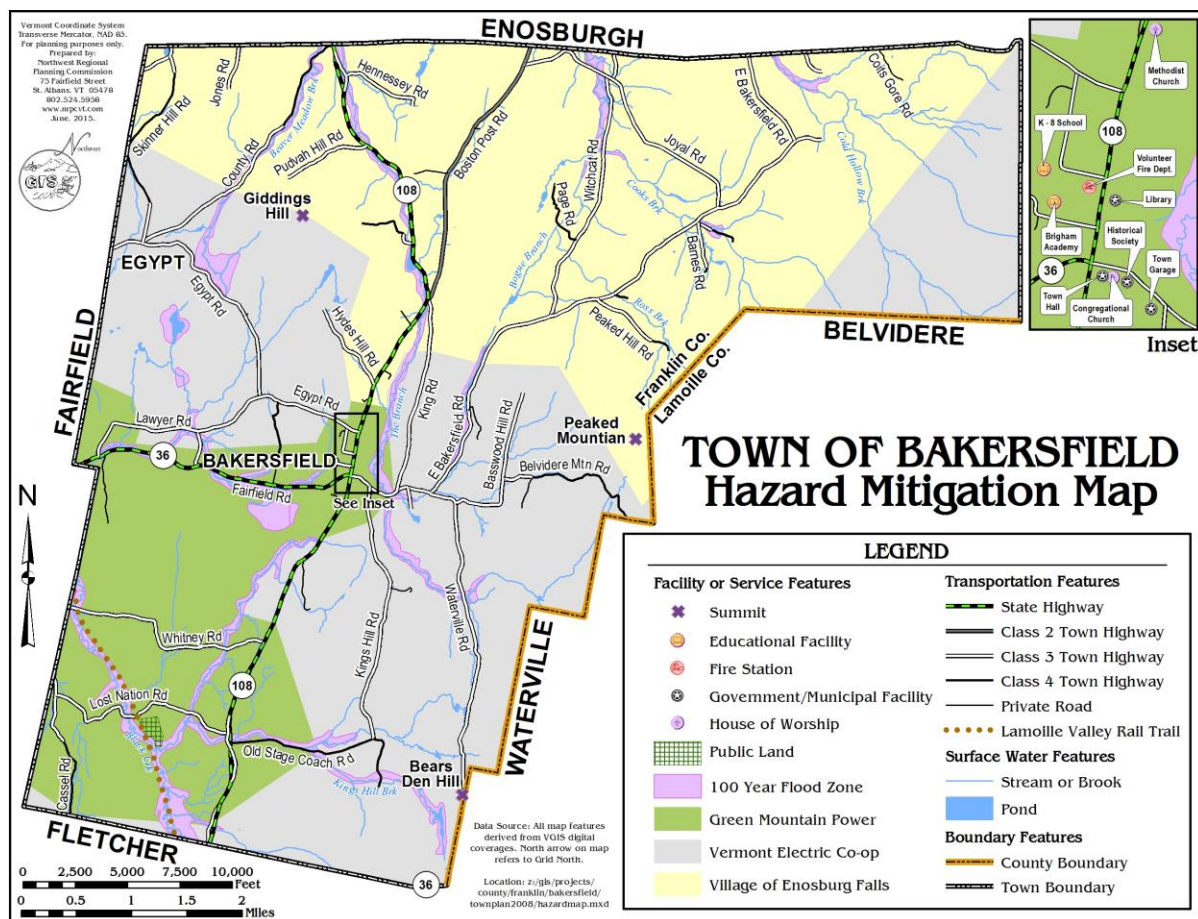 Vermont Coordinate System
Transverse Mercator, NAD 83.
For planning purposes only.
Prepared by:
Northwest Regional
Planning Commission
75 Fairfield Street
St. Albans, VT 05478
802.524.5958
www.nrpcvt.com
June, 2015.
Northwest
GIS
ENOSBURGH
Jones Rd
Skinner Hill Rd
County Rd
Beaver Meadow Brk
Hennessey Rd
Pudvah Hill Rd
108
Boston Post Rd
Witchcat Rd
Page Rd
Joyal Rd
Cooks Brk
E Bakersfield Rd
Coits Gore Rd
Cold Hollow Brk
Giddings
Hill
EGYPT
Egypt Rd
Hydes Hill Rd
Bogue Branch
Barnes Rd
Ross Brk
Peaked Hill Rd
FAIRFIELD
BELVIDERE
Franklin Co.
Lamoille Co.
Egypt Rd
The Branch
King Rd
Lawyer Rd
36
BAKERSFIELD
Fairfield Rd
See Inset
E Bakersfield Rd
Basswood Hill Rd
Peaked
Mountian
Belvidere Mtn Rd
N
Whitney Rd
108
Kings Hill Rd
Waterville Rd
WATERVILLE
Lost Nation Rd
Black Crk
Old Stage Coach Rd
Cassel Rd
Kings Hill Brk
Bears
Den Hill
FLETCHER
36
0 2,500 5,000 7,500 10,000
Feet
0 0.5 1 1.5 2
Miles
Data Source: All map features
derived from VGIS digital
coverages. North arrow on map
refers to Grid North.
Location: z:/gis/projects/
county/franklin/bakersfield/
townplan2008/hazardmap.mxd
Methodist
Church
K - 8 School
108
Volunteer
Fire Dept.
Library
Brigham
Academy
Historical
Society
Town
Garage
36
Town
Hall
Congregational
Church
Inset
TOWN OF BAKERSFIELD
Hazard Mitigation Map
LEGEND
Facility or Service Features
Summit
Educational Facility
Fire Station
Government/Municipal Facility
House of Worship
Public Land
100 Year Flood Zone
Green Mountain Power
Vermont Electric Co-op
Village of Enosburg Falls
Transportation Features
State Highway
Class 2 Town Highway
Class 3 Town Highway
Class 4 Town Highway
Private Road
Lamoille Valley Rail Trail
Surface Water Features
Stream or Brook
Pond
Boundary Features
County Boundary
Town Boundary